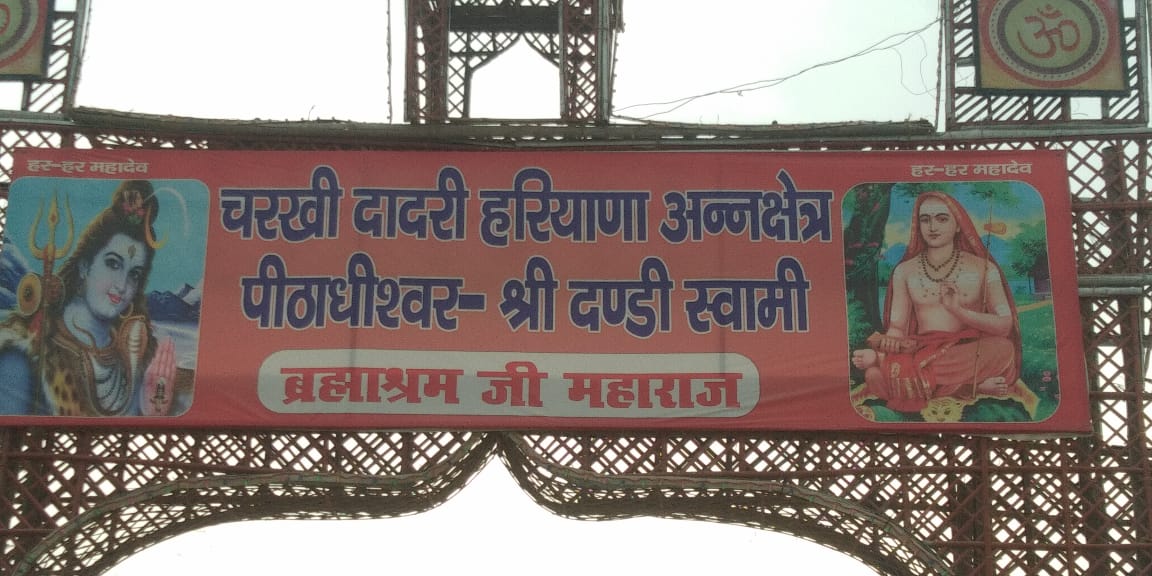 ॐ
हर-हर महादेव
हर-हर महादेव
चरखी दादरी हरियाणा अन्नक्षेत्र
पीठाधीश्वर- श्री दण्डी स्वामी
ब्रह्माश्रम जी महाराज